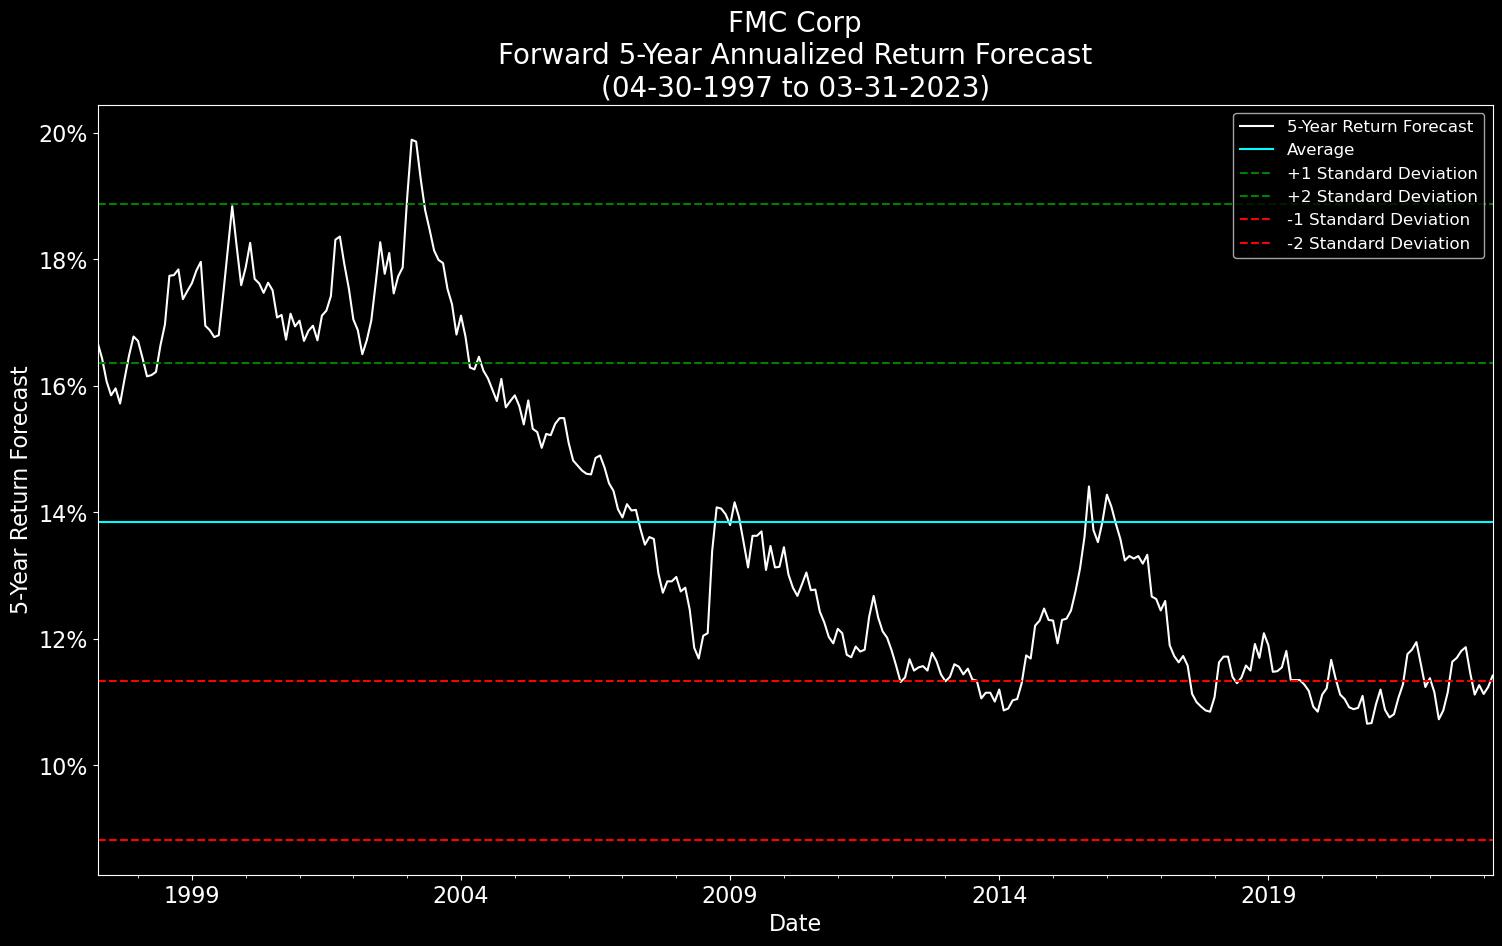 FMC Corp
Forward 5-Year Annualized Return Forecast
(04-30-1997 to 03-31-2023)
5-Year Return Forecast
Average
+1 Standard Deviation
+2 Standard Deviation
-1 Standard Deviation
-2 Standard Deviation
5-Year Return Forecast
20%
18%
16%
14%
12%
10%
1999
2004
2009
2014
2019
Date